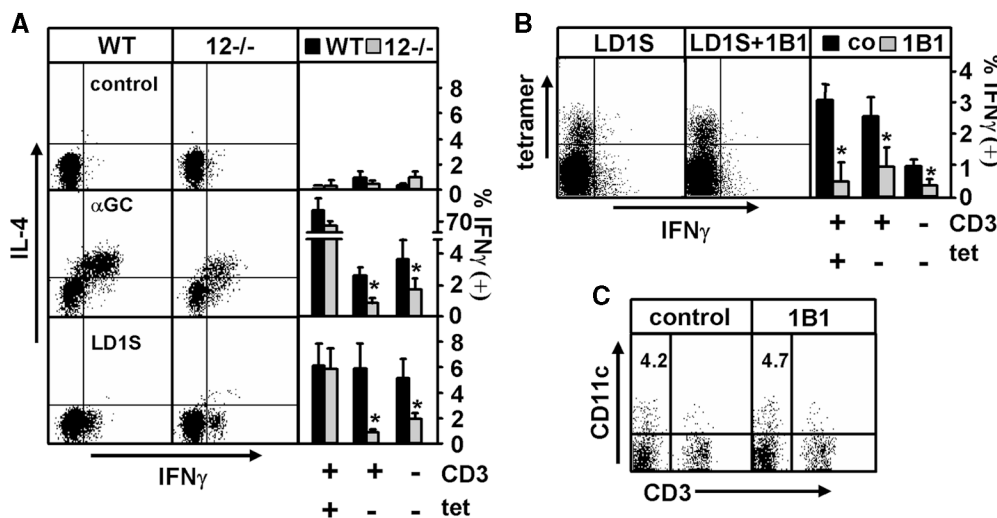 A
WT 12-/- WT 12-/-
control
8
6
4
2
0
αGC
70
4
2
0
LD1S
8
6
4
2
0
IL-4
% IFNγ (+)
IFNγ
+ + - CD3
+ - - tet
B
LD1S LD1S+1B1 co 1B1
tetramer
4
3
2
1
0
% IFNγ (+)
* * *
IFNγ
+ + - CD3
+ - - tet
* *
* *
C
control 1B1
4.2 4.7
CD11c
CD3